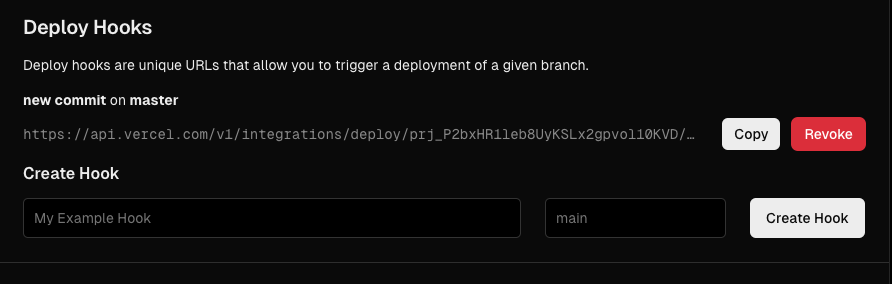 Deploy Hooks
Deploy hooks are unique URLs that allow you to trigger a deployment of a given branch.
new commit on master
https://api.vercel.com/v1/integrations/deploy/prj_P2bxHR1leb8UyKSLx2gpvol10KVD/… Copy Revoke
Create Hook
My Example Hook main Create Hook